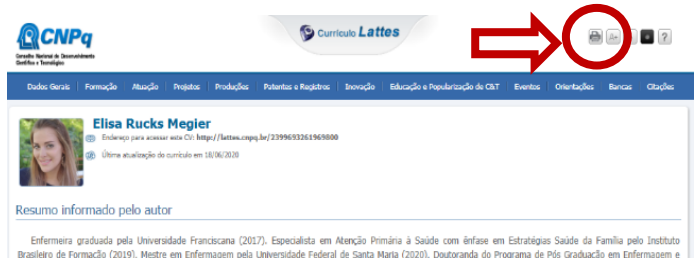 CNPq
Conselho Nacional de Desenvolvimento
Científico e Tecnológico
Currículo Lattes
A+
?
Dados Gerais Formação Atuação Projetos Produções Patentes e Registros Inovação Educação e Popularização de C&T Eventos Orientações Bancas Citações
Elisa Rucks Megier
Endereço para acessar este CV: http://lattes.cnpq.br/2399693261969800
Última atualização do currículo em 18/06/2020
Resumo informado pelo autor
Enfermeira graduada pela Universidade Franciscana (2017). Especialista em Atenção Primária à Saúde com ênfase em Estratégias Saúde da Família pelo Instituto
Brasileiro de Formação (2019). Mestre em Enfermagem pela Universidade Federal de Santa Maria (2020). Doutoranda do Programa de Pós Graduação em Enfermagem e